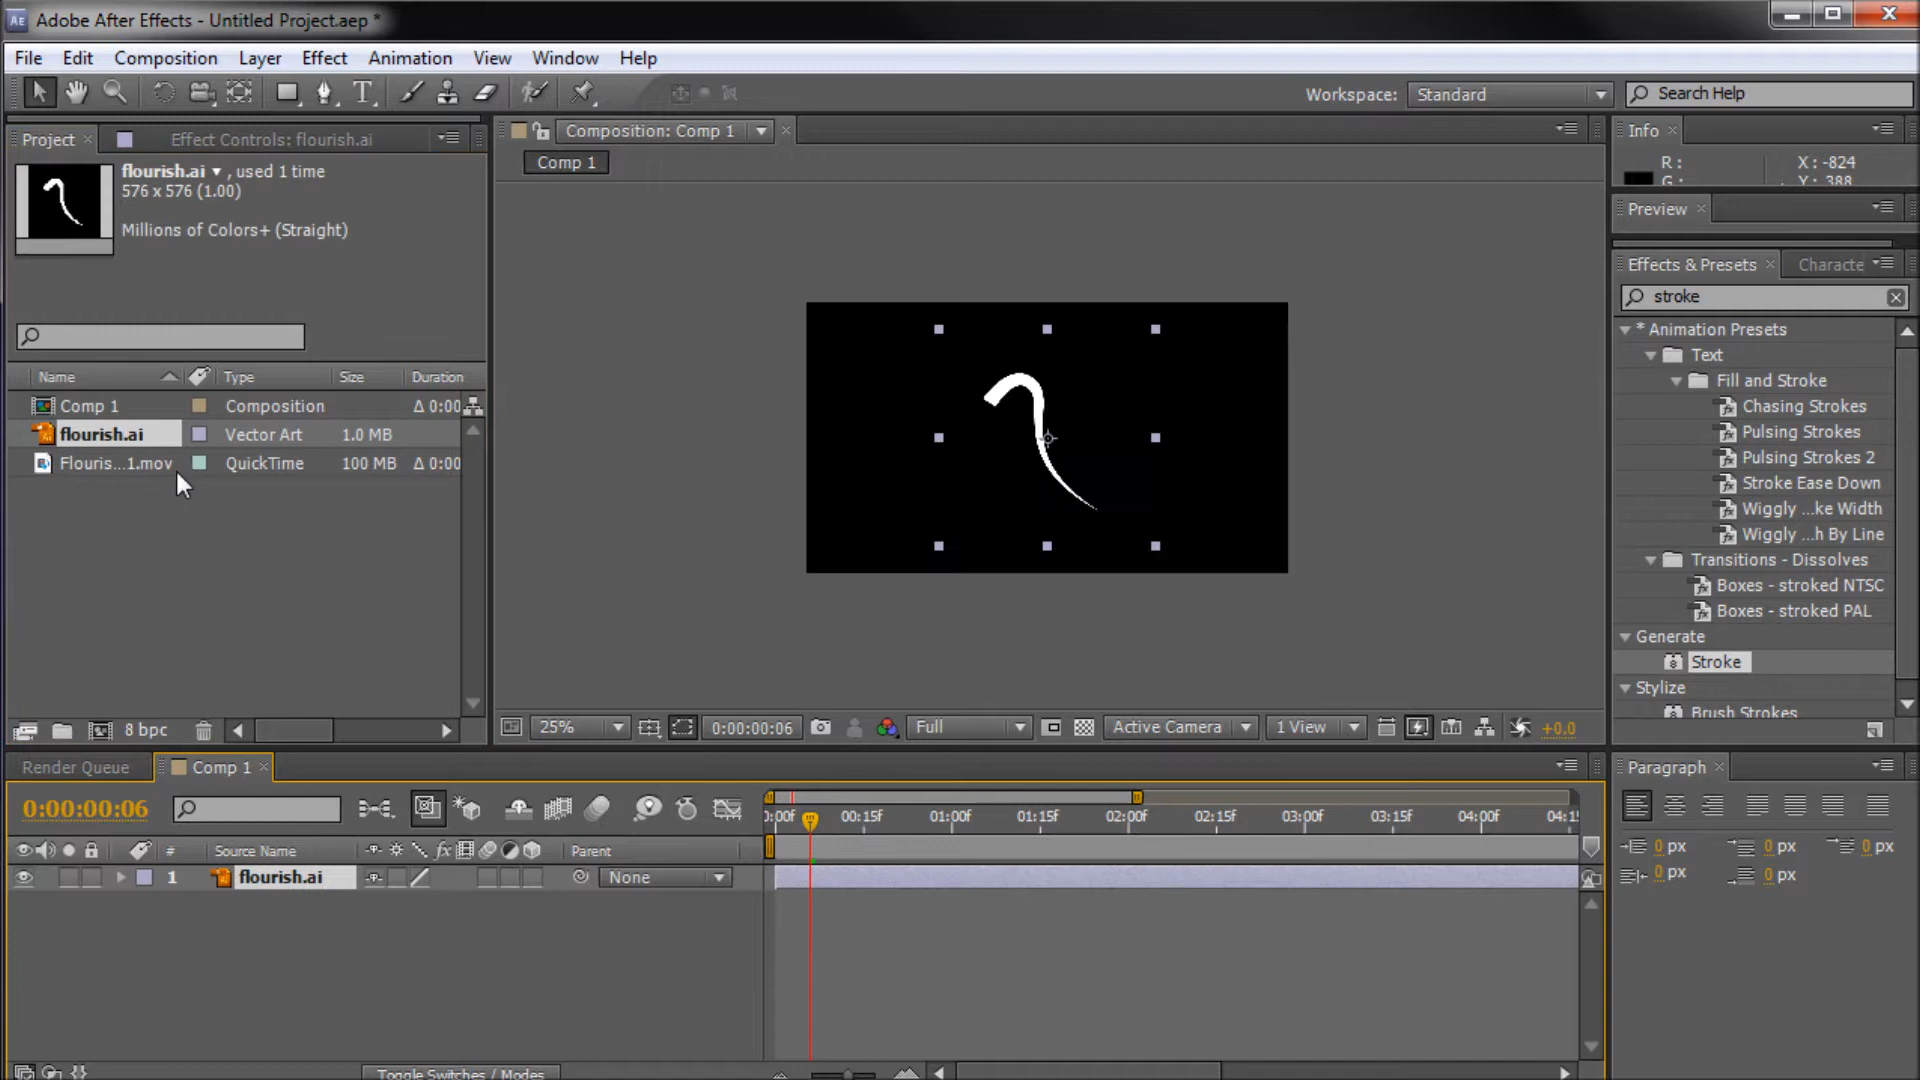 Adobe After Effects - Untitled Project.aep *
File Edit Composition Layer Effect Animation View Window Help
Workspace: Standard
Search Help
Project
Effect Controls: flourish.ai
flourish.ai ▼ , used 1 time
576 x 576 (1.00)
Millions of Colors+ (Straight)
Name Type Size Duration
Comp 1 Composition Δ 0:00
flourish.ai Vector Art 1.0 MB
Flouris...1.mov QuickTime 100 MB Δ 0:00
8 bpc
Composition: Comp 1
Comp 1
25%
0:00:00:06
Full
Active Camera
1 View
+0.0
Info
R :
G :
X : -824
Y : 388
Preview
Effects & Presets
Characte
stroke
* Animation Presets
Text
Fill and Stroke
Chasing Strokes
Pulsing Strokes
Pulsing Strokes 2
Stroke Ease Down
Wiggly ...ke Width
Wiggly ...h By Line
Transitions - Dissolves
Boxes - stroked NTSC
Boxes - stroked PAL
Generate
Stroke
Stylize
Brush Strokes
Render Queue
Comp 1
0:00:00:06
):00f 00:15f 01:00f 01:15f 02:00f 02:15f 03:00f 03:15f 04:00f 04:1
# Source Name Parent
1 flourish.ai None
Toggle Switches / Modes
Paragraph
0 px 0 px 0 px
0 px 0 px